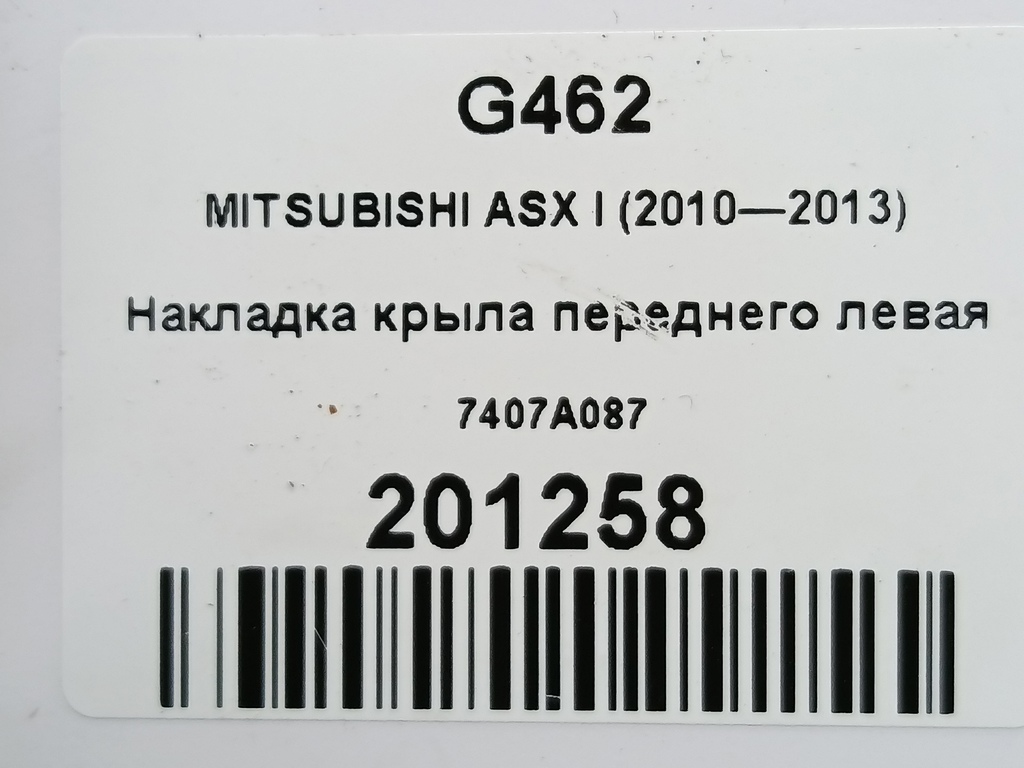 G462
MITSUBISHI ASX I (2010—2013)
Накладка крыла переднего левая
7407A087
201258